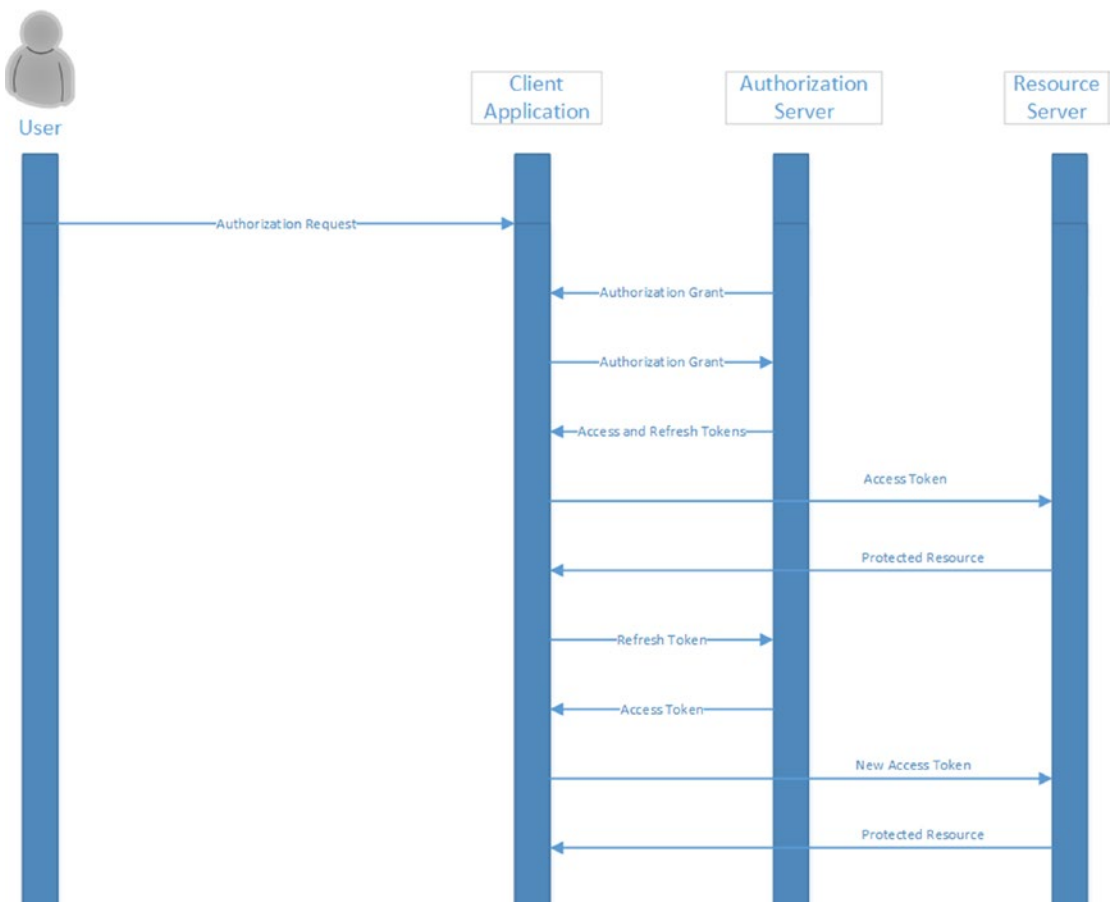 User
Client
Application
Authorization
Server
Resource
Server
Authorization Request
Authorization Grant
Authorization Grant
Access and Refresh Tokens
Access Token
Protected Resource
Refresh Token
Access Token
New Access Token
Protected Resource